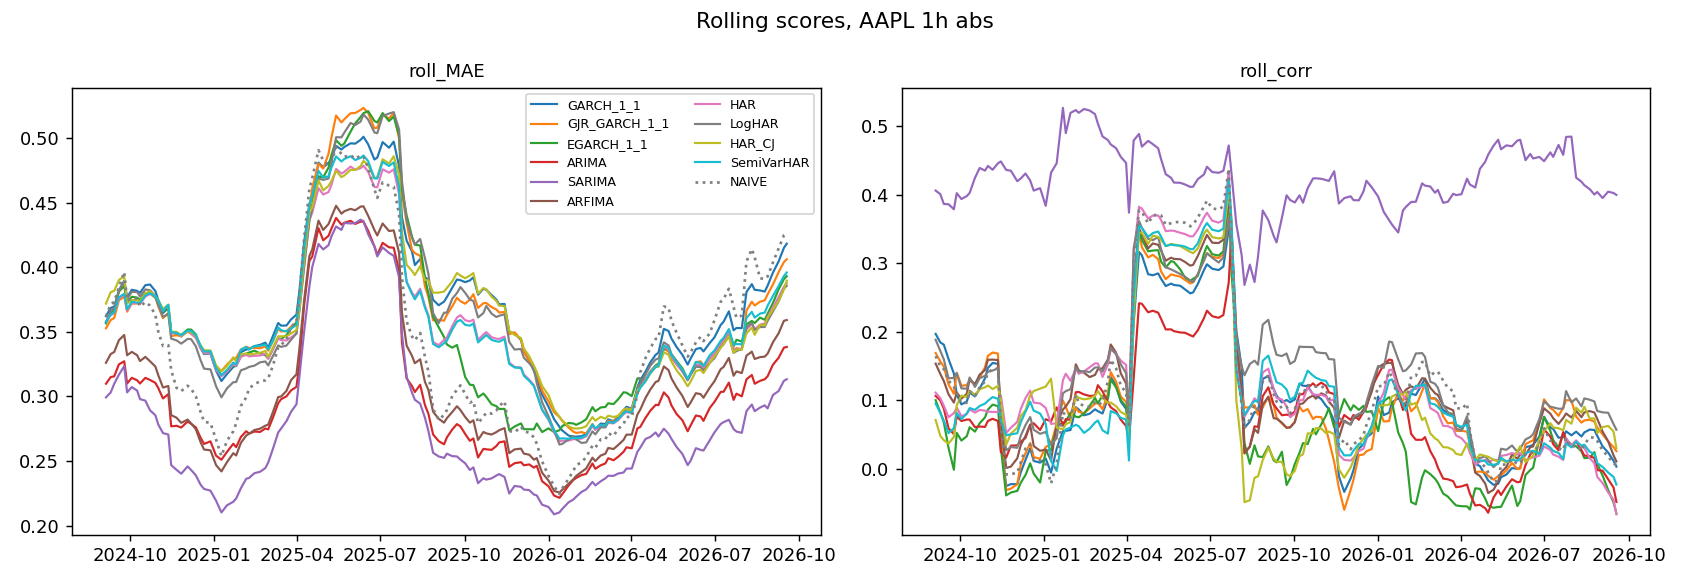 Rolling scores, AAPL 1h abs
roll_MAE
0.50
0.45
0.40
0.35
0.30
0.25
0.20
2024-10 2025-01 2025-04 2025-07 2025-10 2026-01 2026-04 2026-07 2026-10
GARCH_1_1
GJR_GARCH_1_1
EGARCH_1_1
ARIMA
SARIMA
ARFIMA
HAR
LogHAR
HAR_CJ
SemiVarHAR
NAIVE
roll_corr
0.5
0.4
0.3
0.2
0.1
0.0
2024-10 2025-01 2025-04 2025-07 2025-10 2026-01 2026-04 2026-07 2026-10